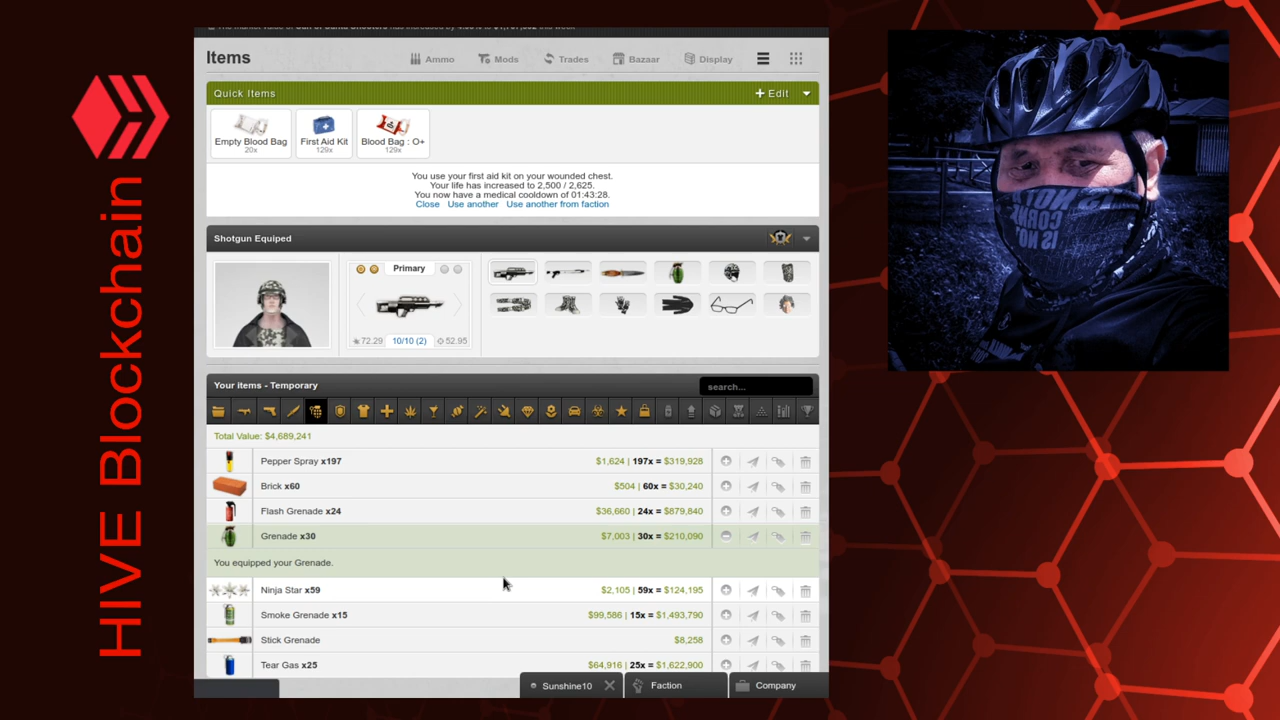 HIVE Blockchain
Items
Ammo
Mods
Trades
Bazaar
Display
Quick Items
+ Edit
Empty Blood Bag
20x
First Aid Kit
129x
Blood Bag : O+
129x
You use your first aid kit on your wounded chest.
Your life has increased to 2,500 / 2,625.
You now have a medical cooldown of 01:43:28.
Close Use another Use another from faction
Shotgun Equiped
Primary
72.29 10/10 (2) 52.95
Your items - Temporary
search...
Total Value: $4,689,241
Pepper Spray x197 $1,624 | 197x = $319,928
Brick x60 $504 | 60x = $30,240
Flash Grenade x24 $36,660 | 24x = $879,840
Grenade x30 $7,003 | 30x = $210,090
You equipped your Grenade.
Ninja Star x59 $2,105 | 59x = $124,195
Smoke Grenade x15 $99,586 | 15x = $1,493,790
Stick Grenade $8,258
Tear Gas x25 $64,916 | 25x = $1,622,900
Sunshine10
Faction
Company